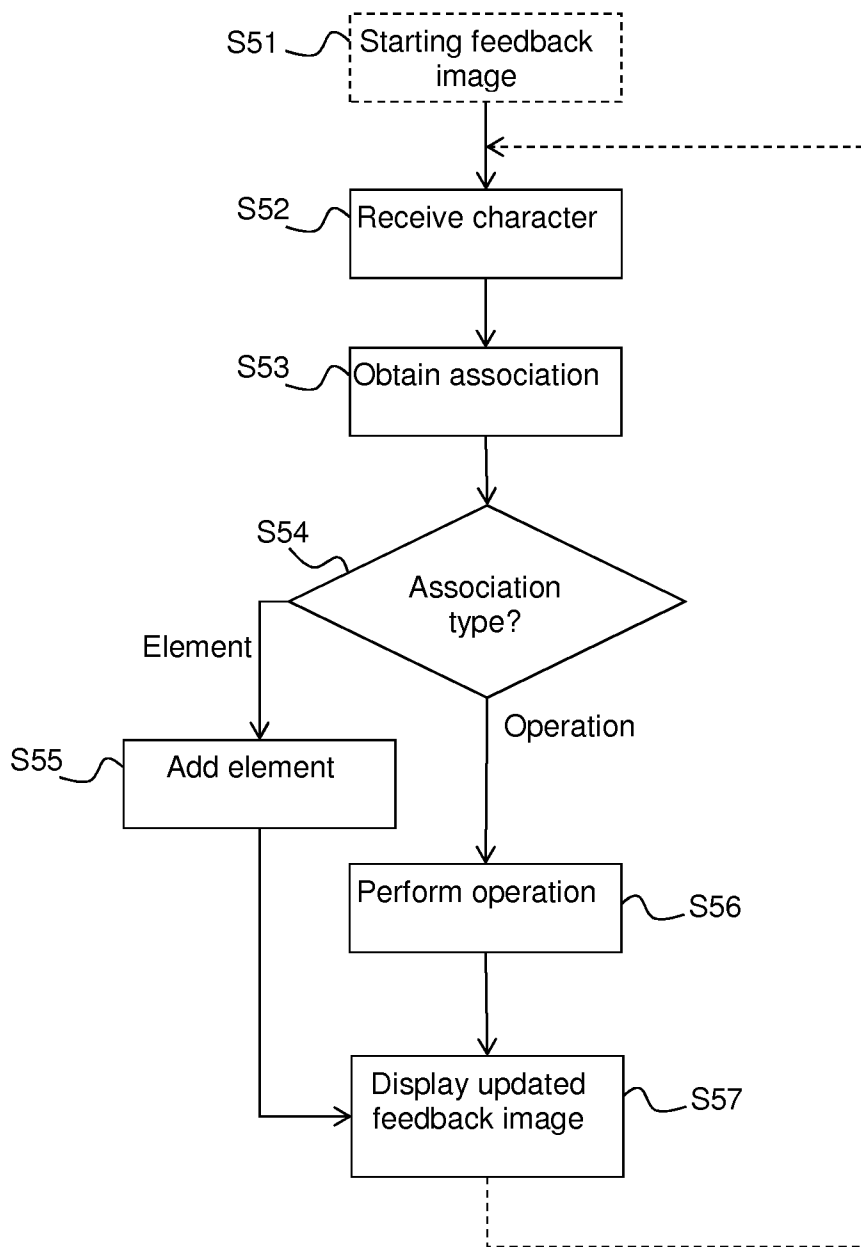 S51
Starting feedback
image
S52
Receive character
S53
Obtain association
S54
Association
type?
Element
Operation
S55
Add element
Perform operation
S56
Display updated
feedback image
S57